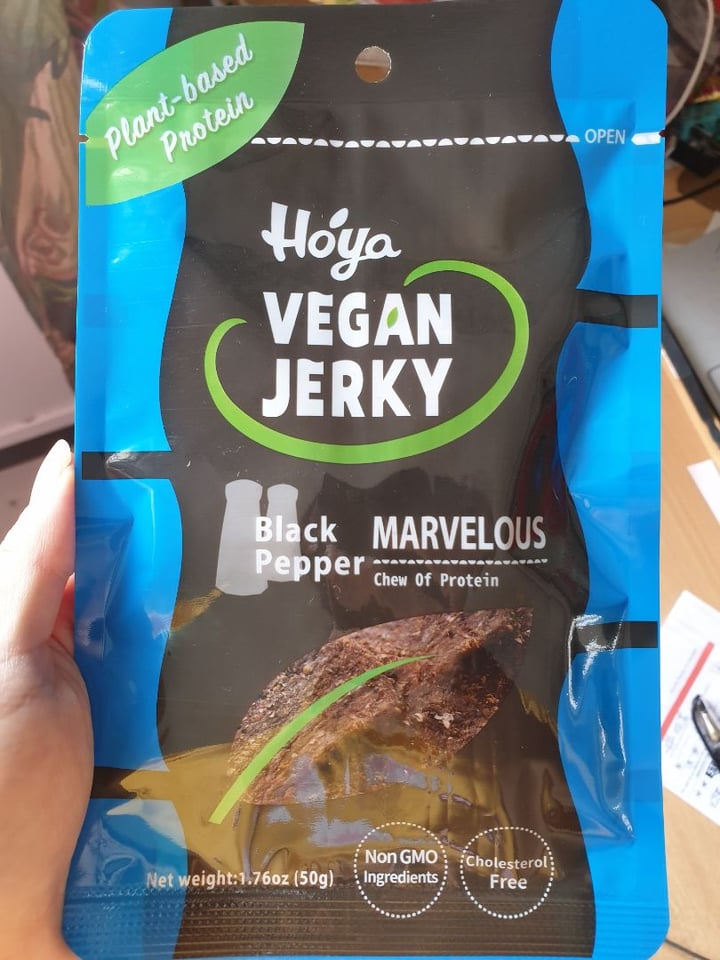 Plant-based
Protein
OPEN
Hoya
VEGAN
JERKY
Black
Pepper
MARVELOUS
Chew Of Protein
Net weight:1.76oz (50g)
Non GMO
Ingredients
Cholesterol
Free